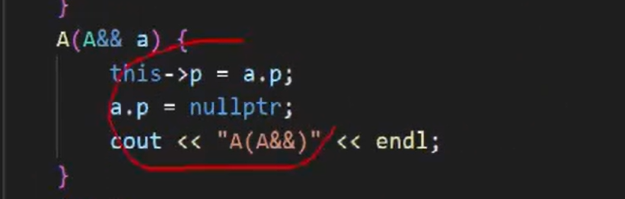 }
A(A&& a) {
this->p = a.p;
a.p = nullptr;
cout << "A(A&&)" << endl;
}